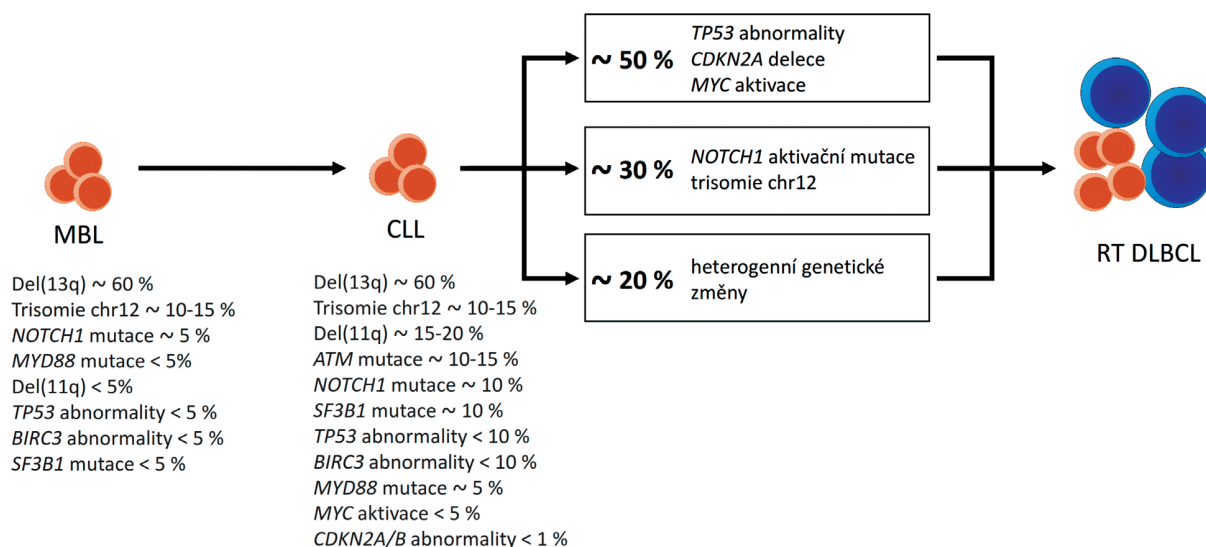 ~ 50 %
TP53 abnormality
CDKN2A delece
MYC aktivace
~ 30 %
NOTCH1 aktivační mutace
trisomie chr12
~ 20 %
heterogenní genetické
změny
MBL
Del(13q) ~ 60 %
Trisomie chr12 ~ 10-15 %
NOTCH1 mutace ~ 5 %
MYD88 mutace < 5%
Del(11q) < 5%
TP53 abnormality < 5 %
BIRC3 abnormality < 5 %
SF3B1 mutace < 5 %
CLL
Del(13q) ~ 60 %
Trisomie chr12 ~ 10-15 %
Del(11q) ~ 15-20 %
ATM mutace ~ 10-15 %
NOTCH1 mutace ~ 10 %
SF3B1 mutace ~ 10 %
TP53 abnormality < 10 %
BIRC3 abnormality < 10 %
MYD88 mutace ~ 5 %
MYC aktivace < 5 %
CDKN2A/B abnormality < 1 %
RT DLBCL